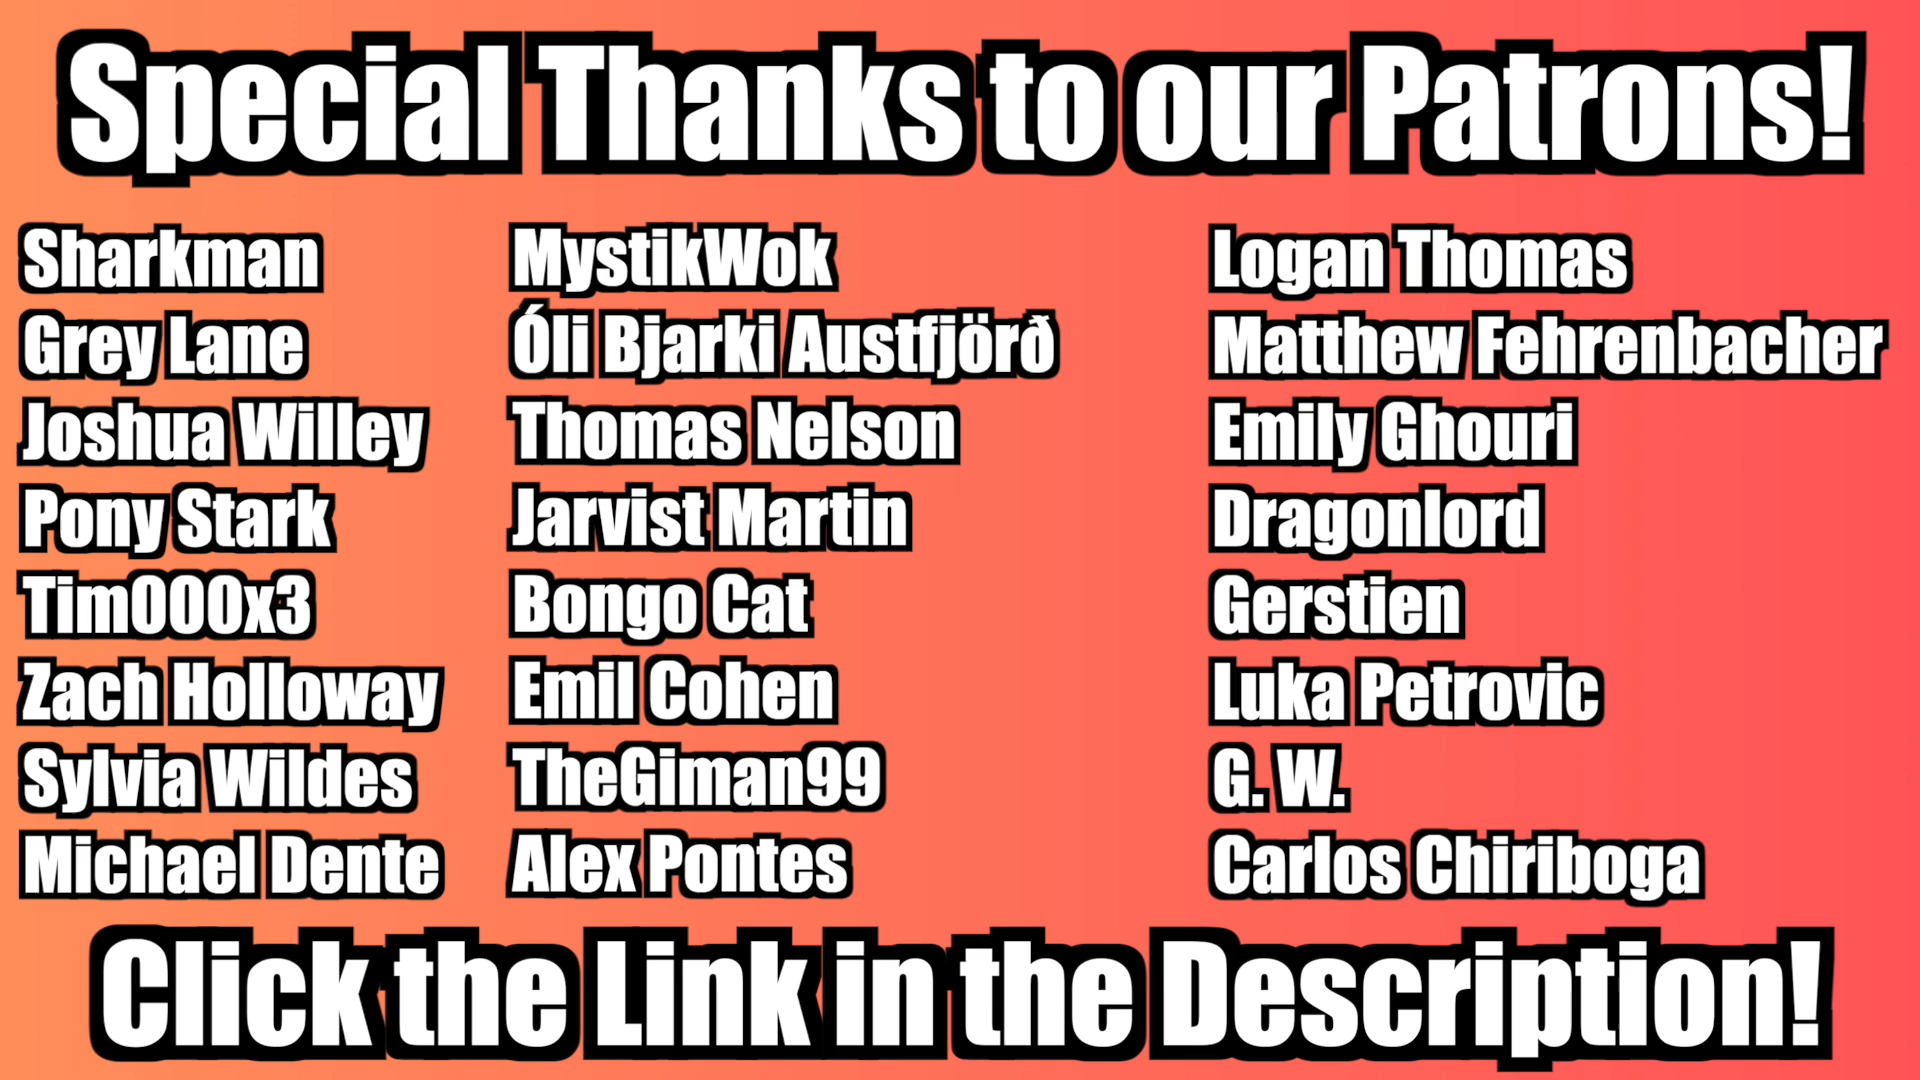 Special Thanks to our Patrons!
Sharkman
Grey Lane
Joshua Willey
Pony Stark
Tim000x3
Zach Holloway
Sylvia Wildes
Michael Dente
MystikWok
Óli Bjarki Austfjörð
Thomas Nelson
Jarvist Martin
Bongo Cat
Emil Cohen
TheGiman99
Alex Pontes
Logan Thomas
Matthew Fehrenbacher
Emily Ghouri
Dragonlord
Gerstien
Luka Petrovic
G. W.
Carlos Chiriboga
Click the Link in the Description!